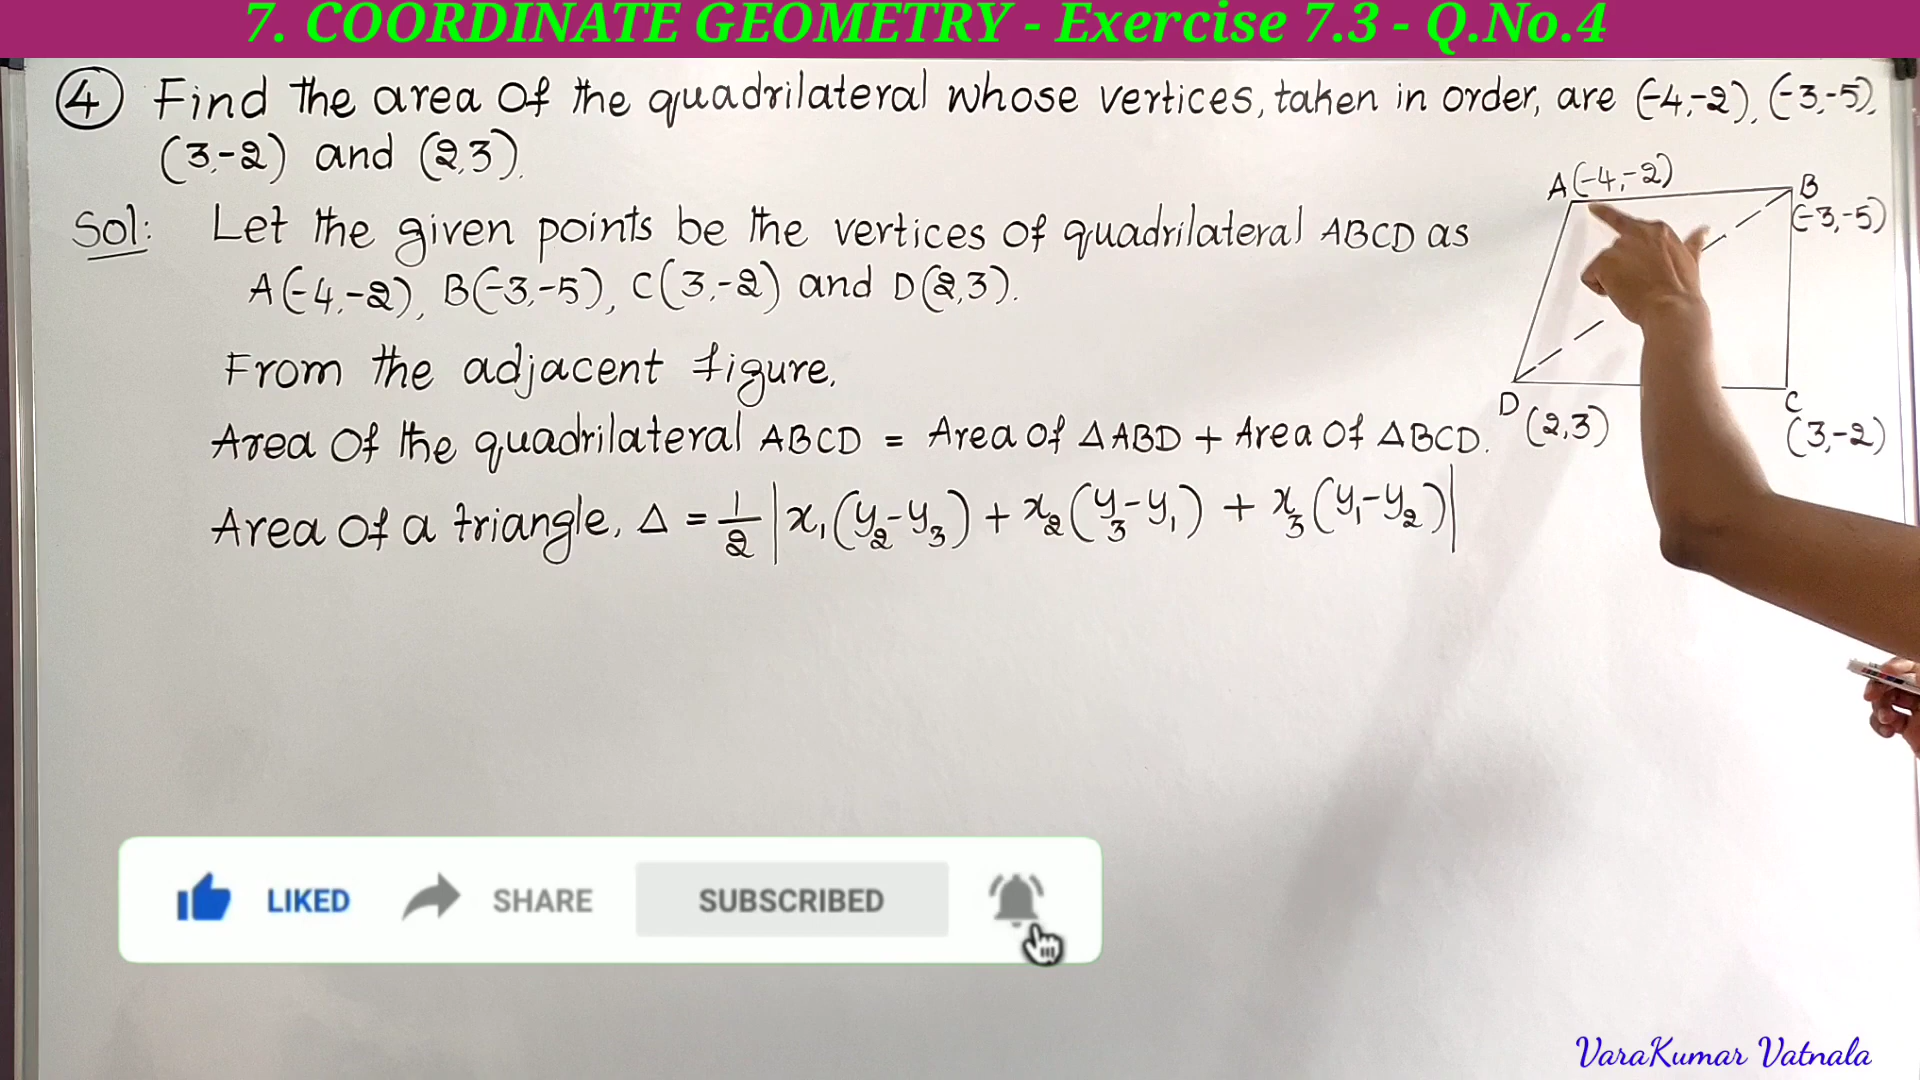 7. COORDINATE GEOMETRY - Exercise 7.3 - Q.No.4
④ Find the area of the quadrilateral whose vertices, taken in order, are (-4,-2), (-3,-5),
(3,-2) and (2,3).
Sol: Let the given points be the vertices of quadrilateral ABCD as
A(-4,-2), B(-3,-5), C(3,-2) and D(2,3).
From the adjacent figure,
Area of the quadrilateral ABCD = Area of ΔABD + Area of ΔBCD.
Area of a triangle, Δ = 1/2 |x₁(y₂-y₃) + x₂(y₃-y₁) + x₃(y₁-y₂)|
A(-4,-2)
B
(-3,-5)
D (2,3)
C
(3,-2)
LIKED SHARE SUBSCRIBED
VaraKumar Vatnala